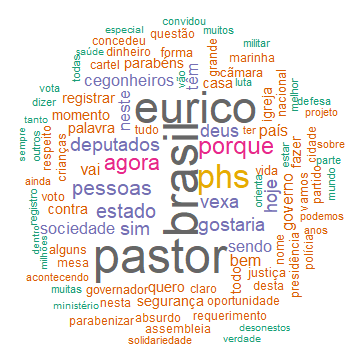 convidou
especial muitos
concedeu questão militar
saúde dinheiro forma grande marinha
todas cartel parabéns vão câmara
cegonheiros têm casa luta
vota registrar neste igreja nacional melhor defesa
dizer momento eurico projeto
tanto palavra tudo deus ter país cidade sobre
sempre outros respeito crianças deputados brasil porque fazer estar parte
agora vai phs vida mundo
ainda pessoas orienta hoje governo vamos partido
registro voto contra estado vexa podemos
dentro sociedade sim gostaria presidência anos
milhões alguns pastor sendo nome polícia
mesa bem justiça
acontecendo governador quero claro todo desta
muitas nesta segurança oportunidade
ministério absurdo requerimento desonestos
parabenizar assembleia verdade
solidariedade